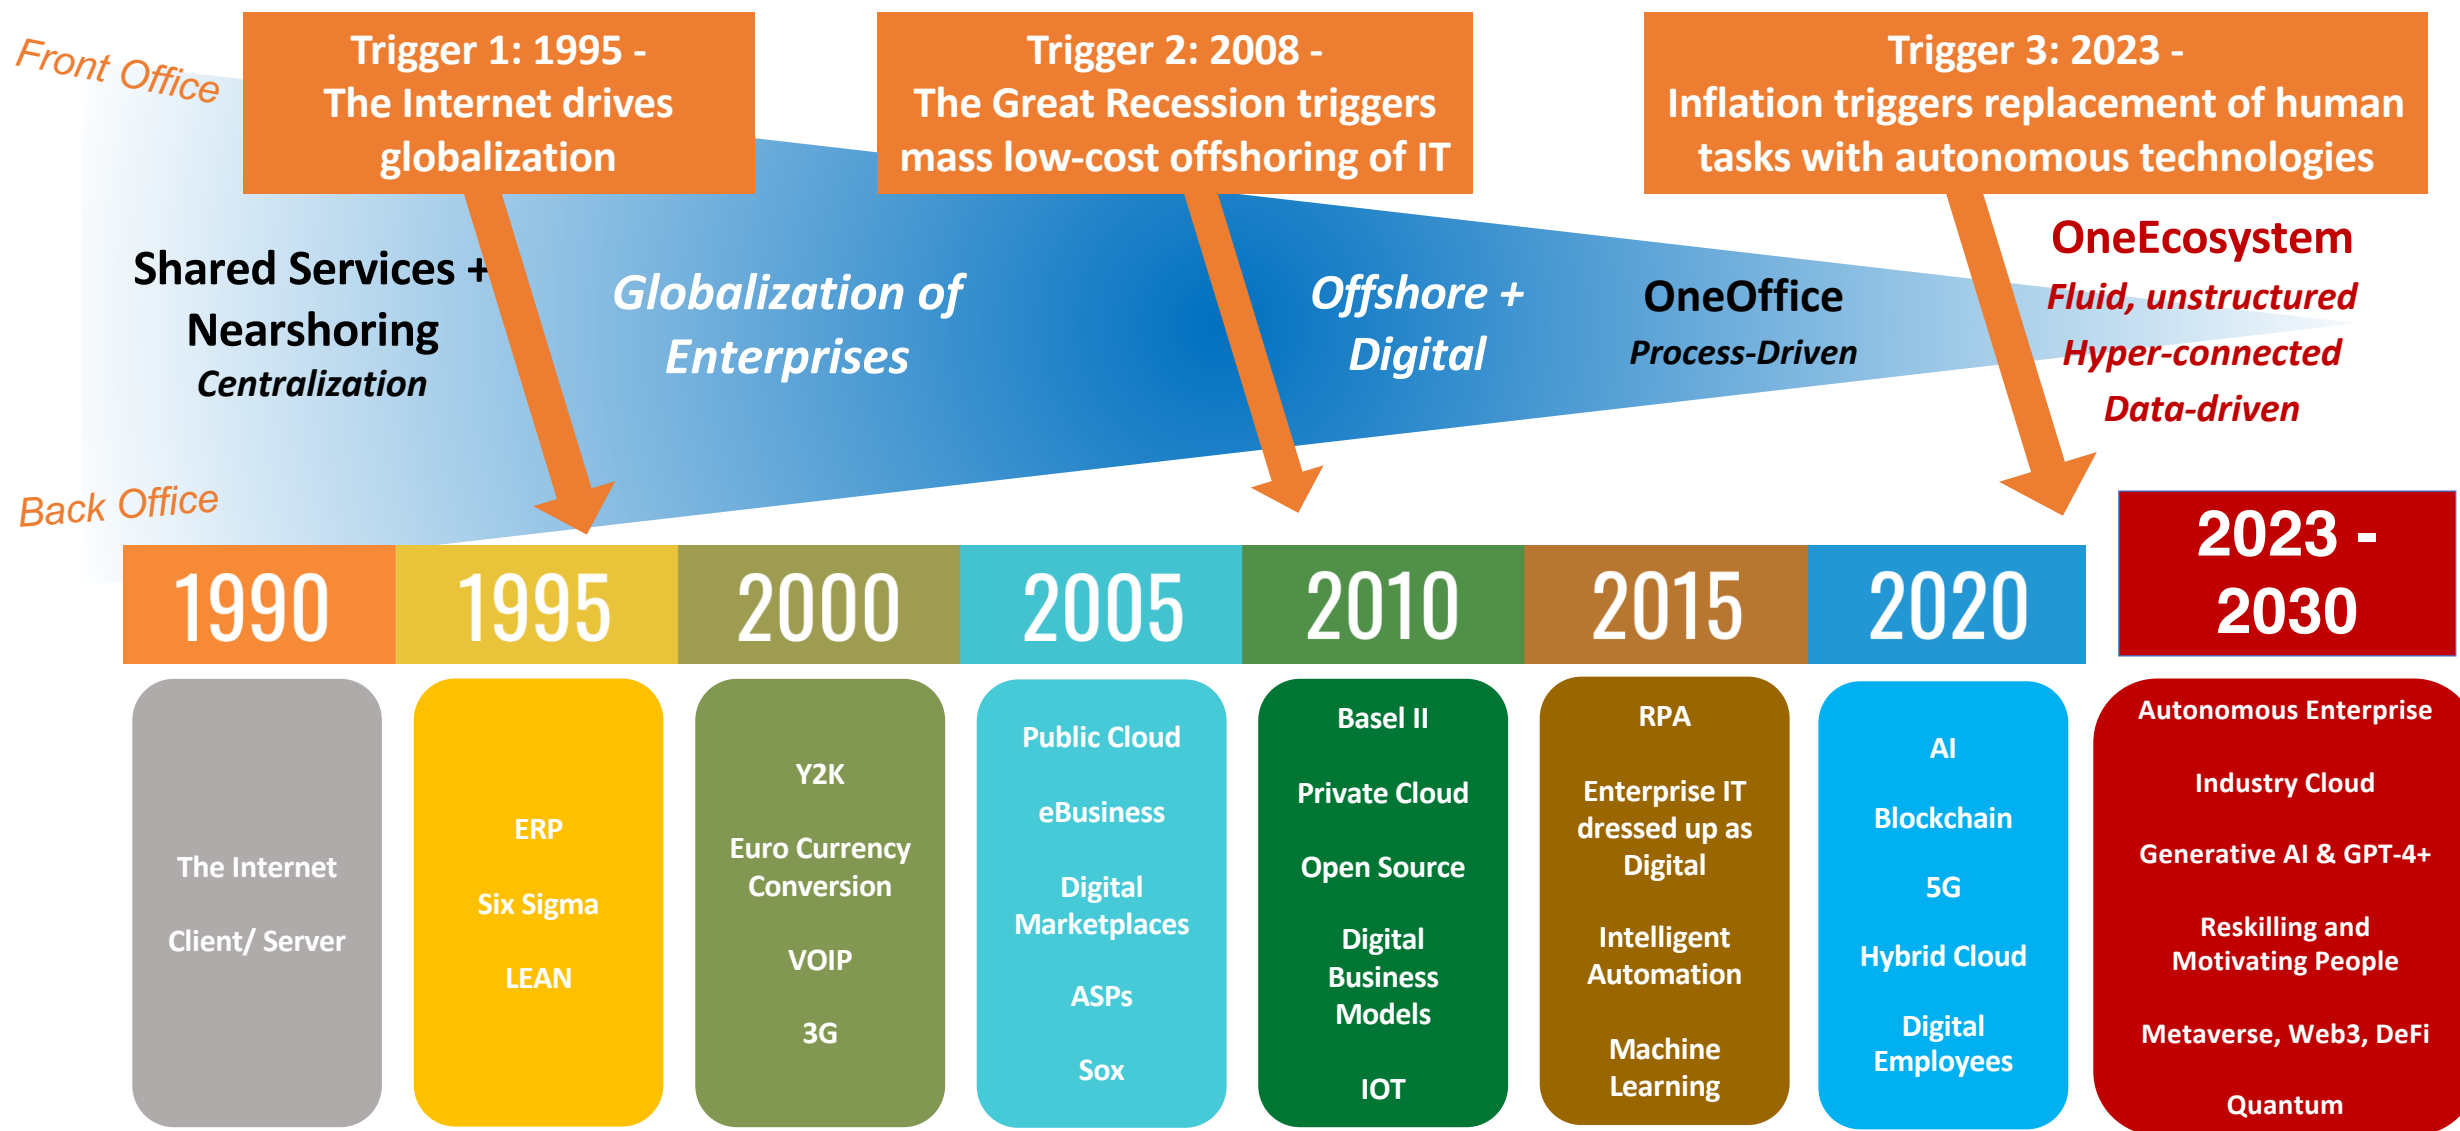 Front Office
Trigger 1: 1995 -
The Internet drives
globalization
Trigger 2: 2008 -
The Great Recession triggers
mass low-cost offshoring of IT
Trigger 3: 2023 -
Inflation triggers replacement of human
tasks with autonomous technologies
Shared Services +
Nearshoring
Centralization
Globalization of
Enterprises
Offshore +
Digital
OneOffice
Process-Driven
OneEcosystem
Fluid, unstructured
Hyper-connected
Data-driven
Back Office
1990
1995
2000
2005
2010
2015
2020
2023 -
2030
The Internet
Client/ Server
ERP
Six Sigma
LEAN
Y2K
Euro Currency
Conversion
VOIP
3G
Public Cloud
eBusiness
Digital
Marketplaces
ASPs
Sox
Basel II
Private Cloud
Open Source
Digital
Business
Models
IOT
RPA
Enterprise IT
dressed up as
Digital
Intelligent
Automation
Machine
Learning
AI
Blockchain
5G
Hybrid Cloud
Digital
Employees
Autonomous Enterprise
Industry Cloud
Generative AI & GPT-4+
Reskilling and
Motivating People
Metaverse, Web3, DeFi
Quantum